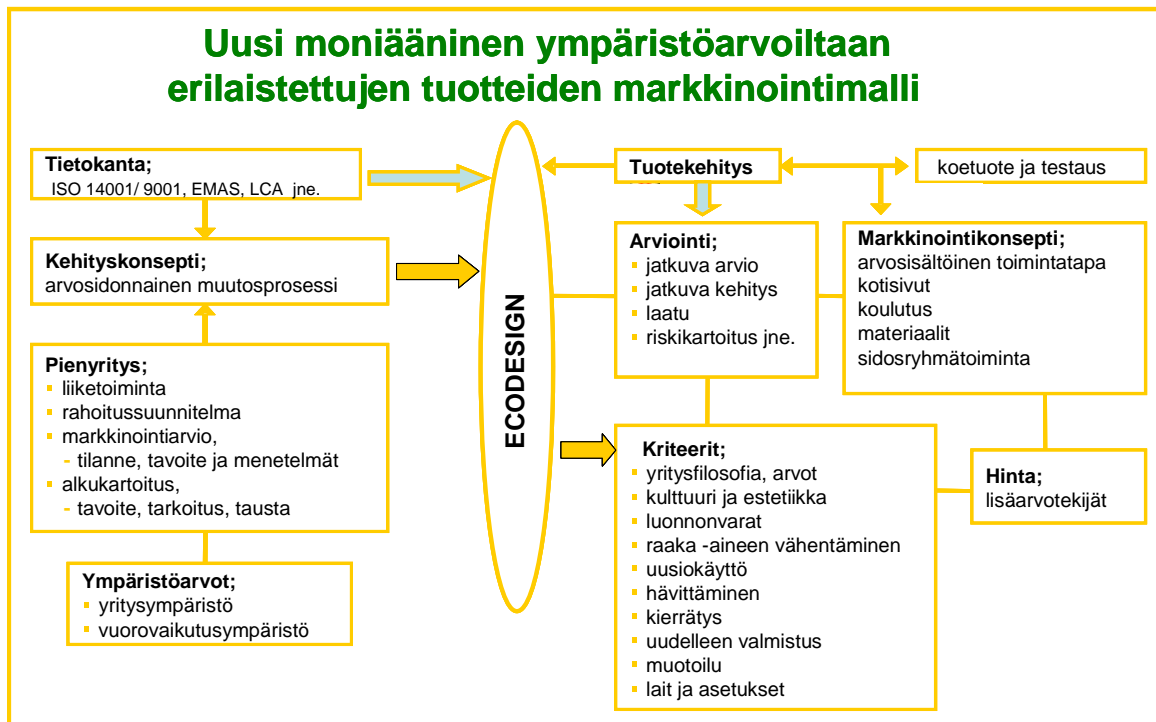 Uusi moniääninen ympäristöarvoiltaan
erilaistettujen tuotteiden markkinointimalli
Tietokanta;
ISO 14001/ 9001, EMAS, LCA jne.
Kehityskonsepti;
arvosidonnainen muutosprosessi
Pienyritys;
▪ liiketoiminta
▪ rahoitussuunnitelma
▪ markkinointiarvio,
- tilanne, tavoite ja menetelmät
▪ alkukartoitus,
- tavoite, tarkoitus, tausta
Ympäristöarvot;
▪ yritysympäristö
▪ vuorovaikutusympäristö
ECODESIGN
Tuotekehitys
koetuote ja testaus
Arviointi;
▪ jatkuva arvio
▪ jatkuva kehitys
▪ laatu
▪ riskikartoitus jne.
Markkinointikonsepti;
arvosisältöinen toimintatapa
kotisivut
koulutus
materiaalit
sidosryhmätoiminta
Kriteerit;
▪ yritysfilosofia, arvot
▪ kulttuuri ja estetiikka
▪ luonnonvarat
▪ raaka -aineen vähentäminen
▪ uusiokäyttö
▪ hävittäminen
▪ kierrätys
▪ uudelleen valmistus
▪ muotoilu
▪ lait ja asetukset
Hinta;
lisäarvotekijät